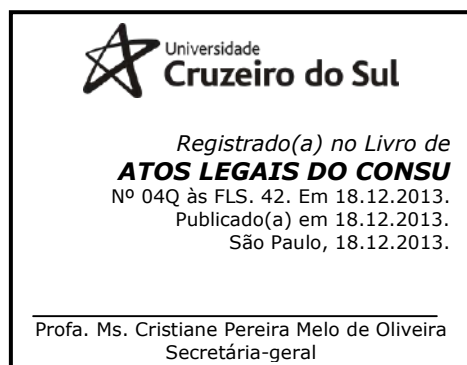 Universidade
Cruzeiro do Sul
Registrado(a) no Livro de
ATOS LEGAIS DO CONSU
Nº 04Q às FLS. 42. Em 18.12.2013.
Publicado(a) em 18.12.2013.
São Paulo, 18.12.2013.
Profa. Ms. Cristiane Pereira Melo de Oliveira
Secretária-geral